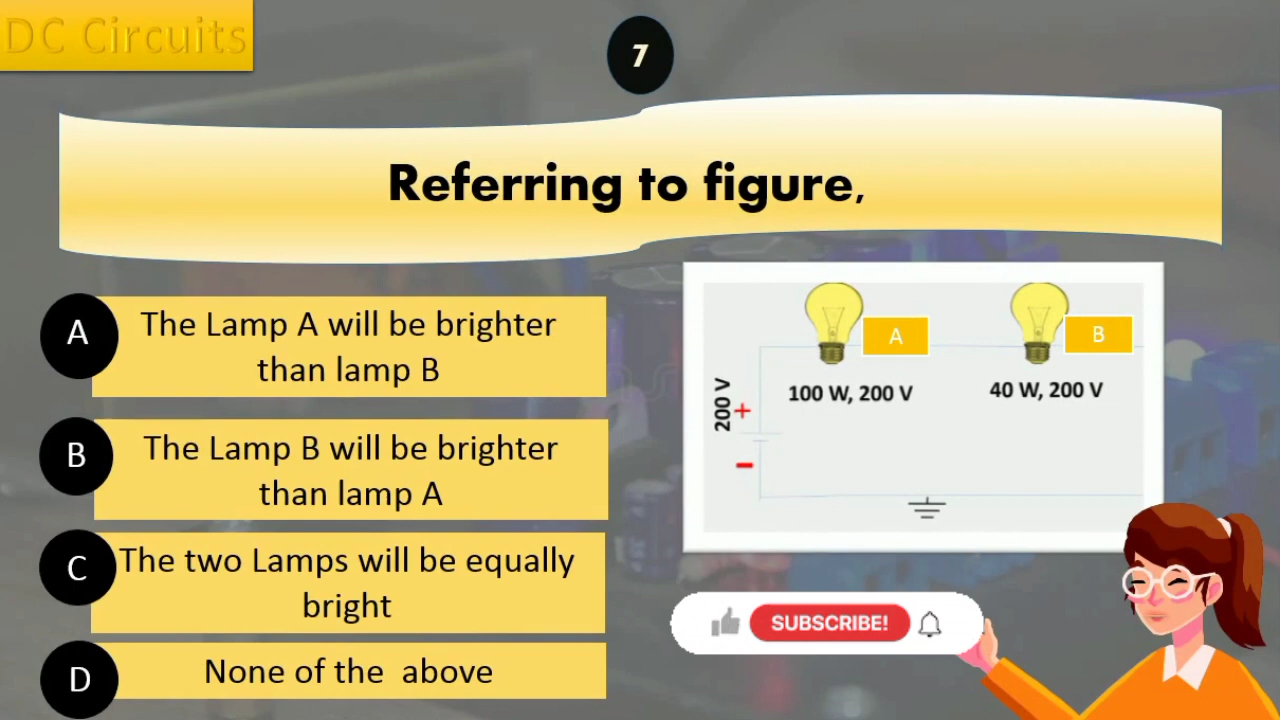 DC Circuits
7
Referring to figure,
A
The Lamp A will be brighter
than lamp B
B
The Lamp B will be brighter
than lamp A
C
The two Lamps will be equally
bright
D
None of the above
A
B
100 W, 200 V
40 W, 200 V
200 V
+
-
SUBSCRIBE!